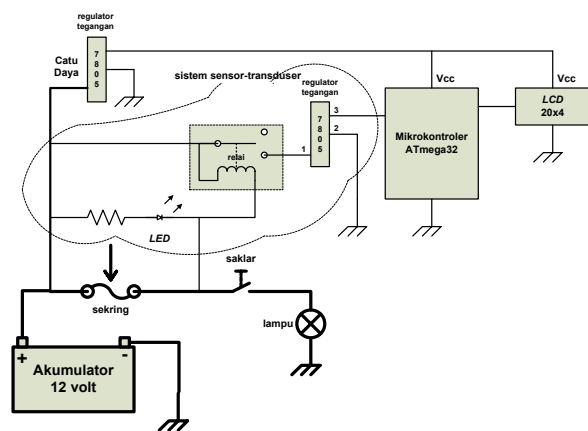 regulator
tegangan
Catu
Daya
7
8
0
5
sistem sensor-transduser
regulator
tegangan
7
8
0
5
3
2
1
Vcc
Vcc
Mikrokontroler
ATmega32
LCD
20x4
relai
LED
saklar
sekring
lampu
+
-
Akumulator
12 volt